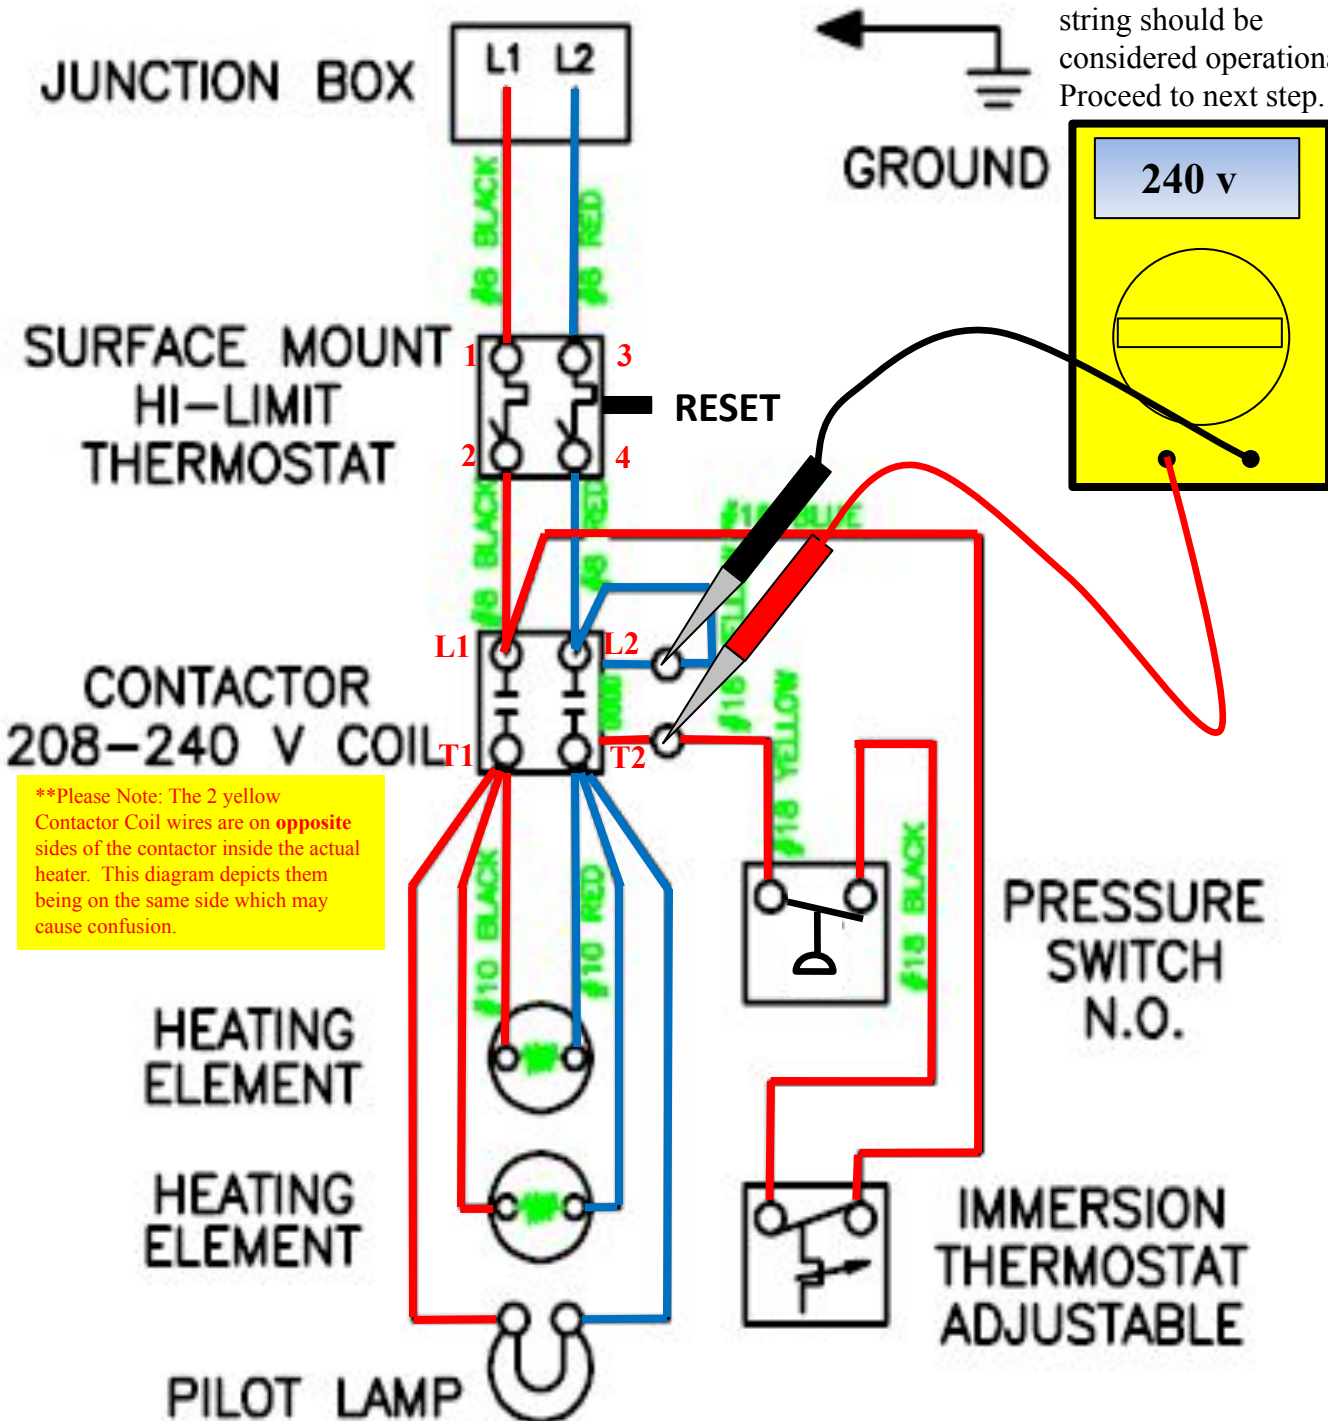 string should be
considered operationa
Proceed to next step.
JUNCTION BOX
L1 L2
GROUND
240 v
#8 BLACK
#8 RED
SURFACE MOUNT
HI-LIMIT
THERMOSTAT
1
3
2
4
RESET
#8 BLACK
#8 RED
BLUE
L1
L2
#18 YELLOW
CONTACTOR
208-240 V COIL
T1
T2
**Please Note: The 2 yellow
Contactor Coil wires are on opposite
sides of the contactor inside the actual
heater. This diagram depicts them
being on the same side which may
cause confusion.
#10 BLACK
#10 RED
#18 BLACK
PRESSURE
SWITCH
N.O.
HEATING
ELEMENT
HEATING
ELEMENT
IMMERSION
THERMOSTAT
ADJUSTABLE
PILOT LAMP